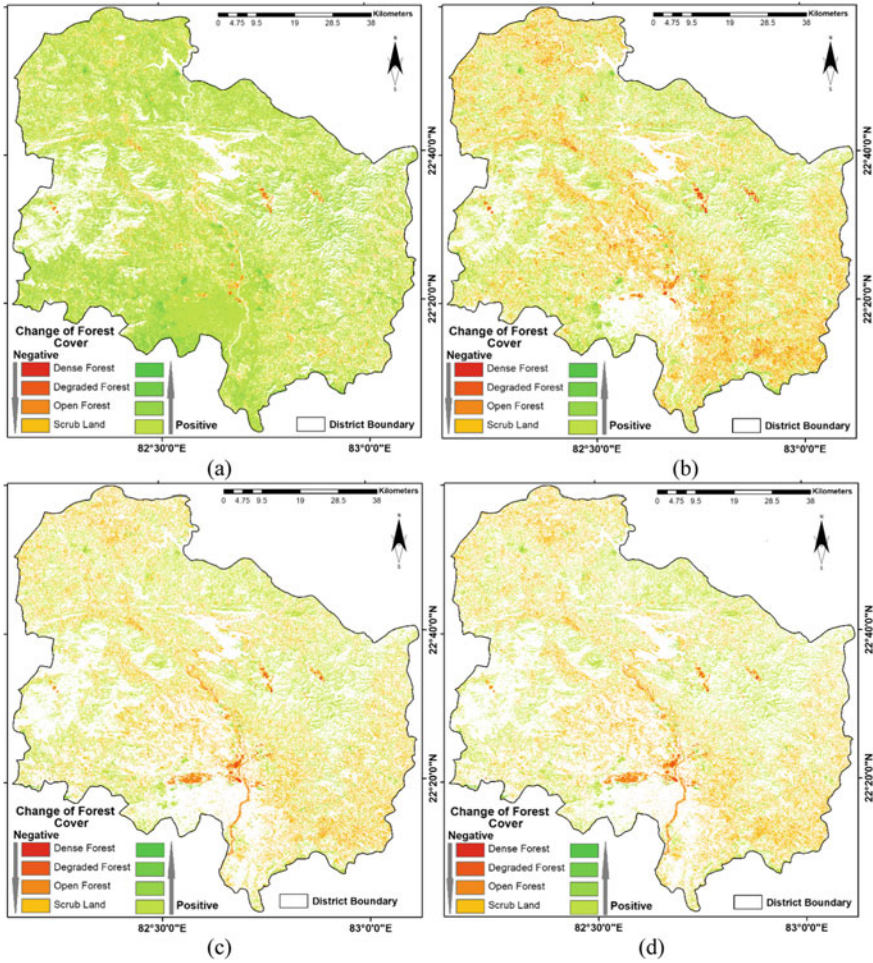 Kilometers
0 4.75 9.5 19 28.5 38
N
S
22°40'0"N
22°20'0"N
Change of Forest
Cover
Negative
Dense Forest
Degraded Forest
Open Forest
Scrub Land
Positive
District Boundary
82°30'0"E
83°0'0"E
(a)
Kilometers
0 4.75 9.5 19 28.5 38
N
S
22°40'0"N
22°20'0"N
Change of Forest
Cover
Negative
Dense Forest
Degraded Forest
Open Forest
Scrub Land
Positive
District Boundary
82°30'0"E
83°0'0"E
(b)
Kilometers
0 4.75 9.5 19 28.5 38
N
S
22°40'0"N
22°20'0"N
Change of Forest
Cover
Negative
Dense Forest
Degraded Forest
Open Forest
Scrub Land
Positive
District Boundary
82°30'0"E
83°0'0"E
(c)
Kilometers
0 4.75 9.5 19 28.5 38
N
S
22°40'0"N
22°20'0"N
Change of Forest
Cover
Negative
Dense Forest
Degraded Forest
Open Forest
Scrub Land
Positive
District Boundary
82°30'0"E
83°0'0"E
(d)